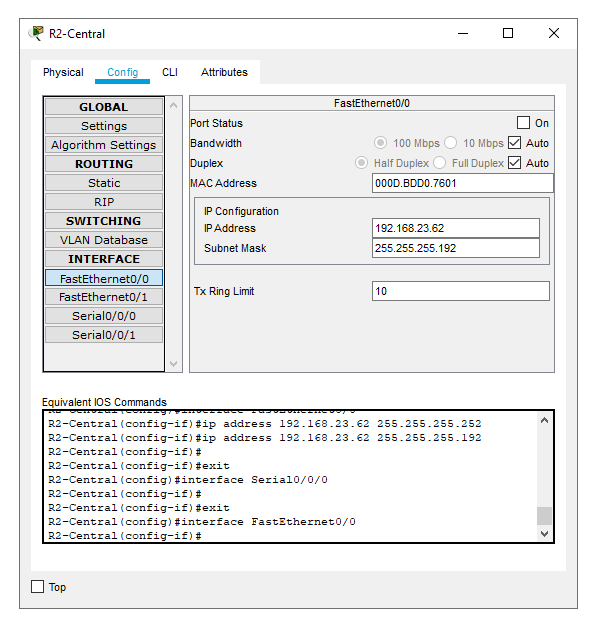 R2-Central
Physical Config CLI Attributes
GLOBAL
Settings
Algorithm Settings
ROUTING
Static
RIP
SWITCHING
VLAN Database
INTERFACE
FastEthernet0/0
FastEthernet0/1
Serial0/0/0
Serial0/0/1
FastEthernet0/0
Port Status On
Bandwidth 100 Mbps 10 Mbps Auto
Duplex Half Duplex Full Duplex Auto
MAC Address 000D.BDD0.7601
IP Configuration
IP Address 192.168.23.62
Subnet Mask 255.255.255.192
Tx Ring Limit 10
Equivalent IOS Commands
R2-Central(config)#interface FastEthernet0/0
R2-Central(config-if)#ip address 192.168.23.62 255.255.255.252
R2-Central(config-if)#ip address 192.168.23.62 255.255.255.192
R2-Central(config-if)#
R2-Central(config-if)#exit
R2-Central(config)#interface Serial0/0/0
R2-Central(config-if)#
R2-Central(config-if)#exit
R2-Central(config)#interface FastEthernet0/0
R2-Central(config-if)#
Top